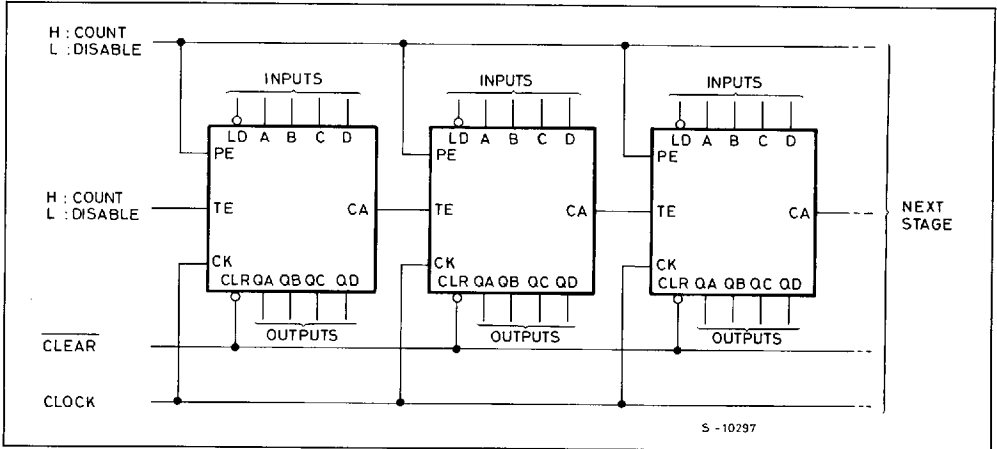 H : COUNT
L : DISABLE
INPUTS
INPUTS
INPUTS
LD A B C D
LD A B C D
LD A B C D
PE
PE
PE
H : COUNT
L : DISABLE
TE
CA
TE
CA
TE
CA
NEXT
STAGE
CK
CK
CK
CLR QA QB QC QD
CLR QA QB QC QD
CLR QA QB QC QD
OUTPUTS
OUTPUTS
OUTPUTS
CLEAR
CLOCK
S-10297